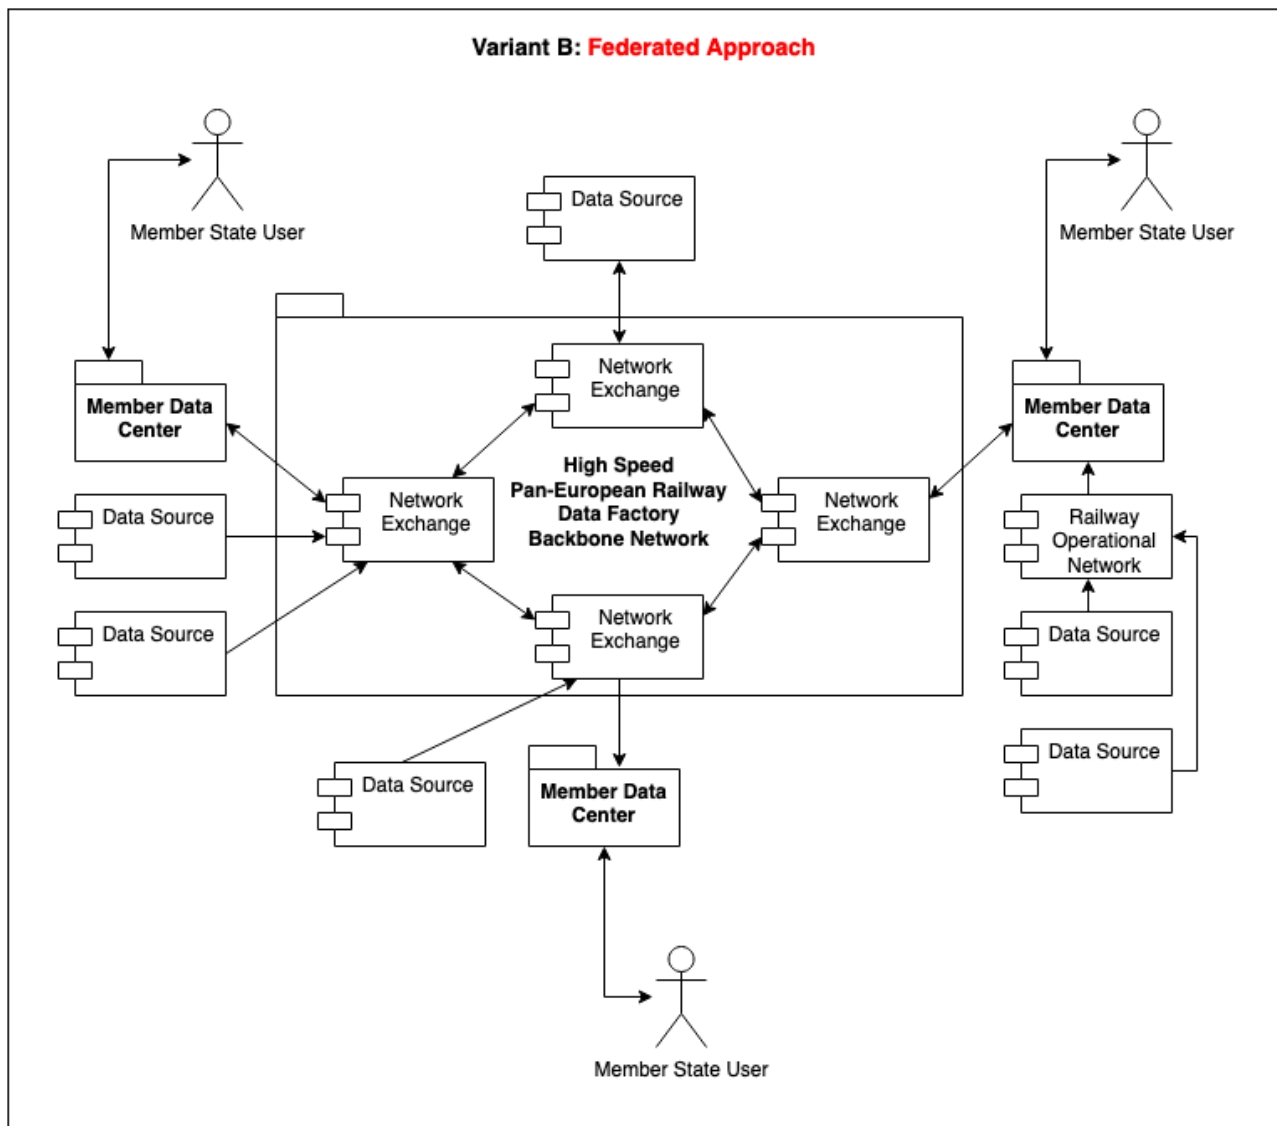 Variant B: Federated Approach
Member State User
Member State User
Data Source
Network
Exchange
Member Data
Center
Member Data
Center
High Speed
Pan-European Railway
Data Factory
Backbone Network
Network
Exchange
Network
Exchange
Data Source
Railway
Operational
Network
Data Source
Network
Exchange
Data Source
Data Source
Data Source
Member Data
Center
Member State User